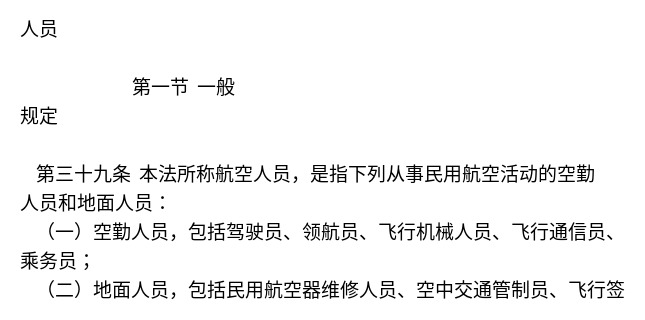 人员
第一节 一般
规定
第三十九条 本法所称航空人员，是指下列从事民用航空活动的空勤
人员和地面人员：
（一）空勤人员，包括驾驶员、领航员、飞行机械人员、飞行通信员、
乘务员；
（二）地面人员，包括民用航空器维修人员、空中交通管制员、飞行签